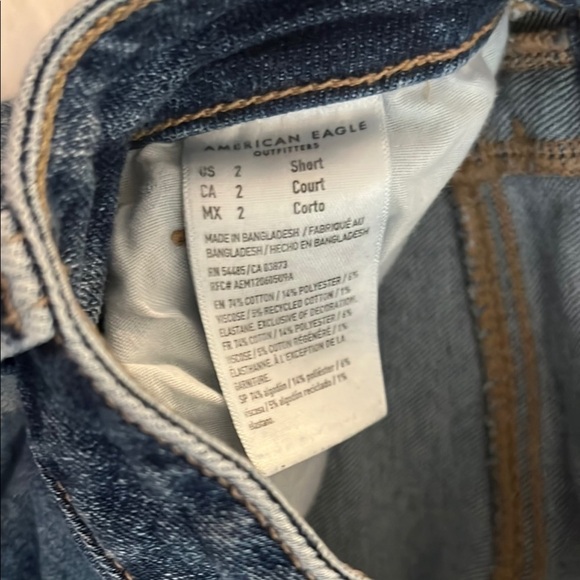 AMERICAN EAGLE
OUTFITTERS
US 2 Short
CA 2 Court
MX 2 Corto
MADE IN BANGLADESH / FABRIQUÉ AU
BANGLADESH / HECHO EN BANGLADESH
RN 54485/CA 03873
RFC# AEMT2060509A
EN 74% COTTON / 14% POLYESTER / 6%
VISCOSE / 5% RECYCLED COTTON / 1%
ELASTANE. EXCLUSIVE OF DECORATION.
FR 74% COTON / 14% POLYESTER / 6%
VISCOSE / 5% COTON RÉGÉNÉRÉ / 1%
ÉLASTHANNE. À L'EXCEPTION DE LA
GARNITURE.
SP 74% algodón / 14% poliéster / 6%
viscosa / 5% algodón reciclado / 1%
elastano.